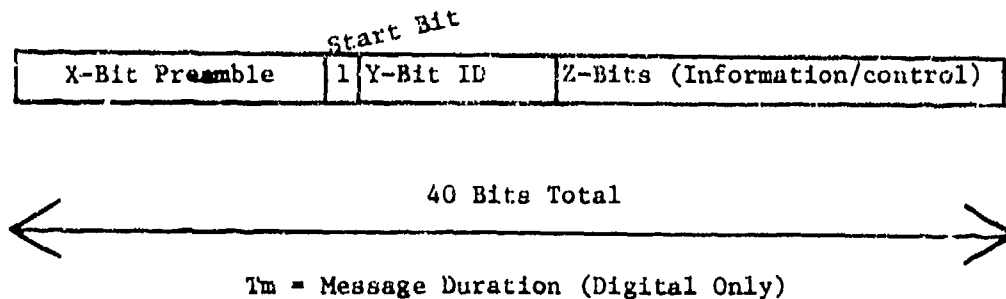 Start Bit
X-Bit Preamble 1 Y-Bit ID Z-Bits (Information/control)
40 Bits Total
Tm = Message Duration (Digital Only)